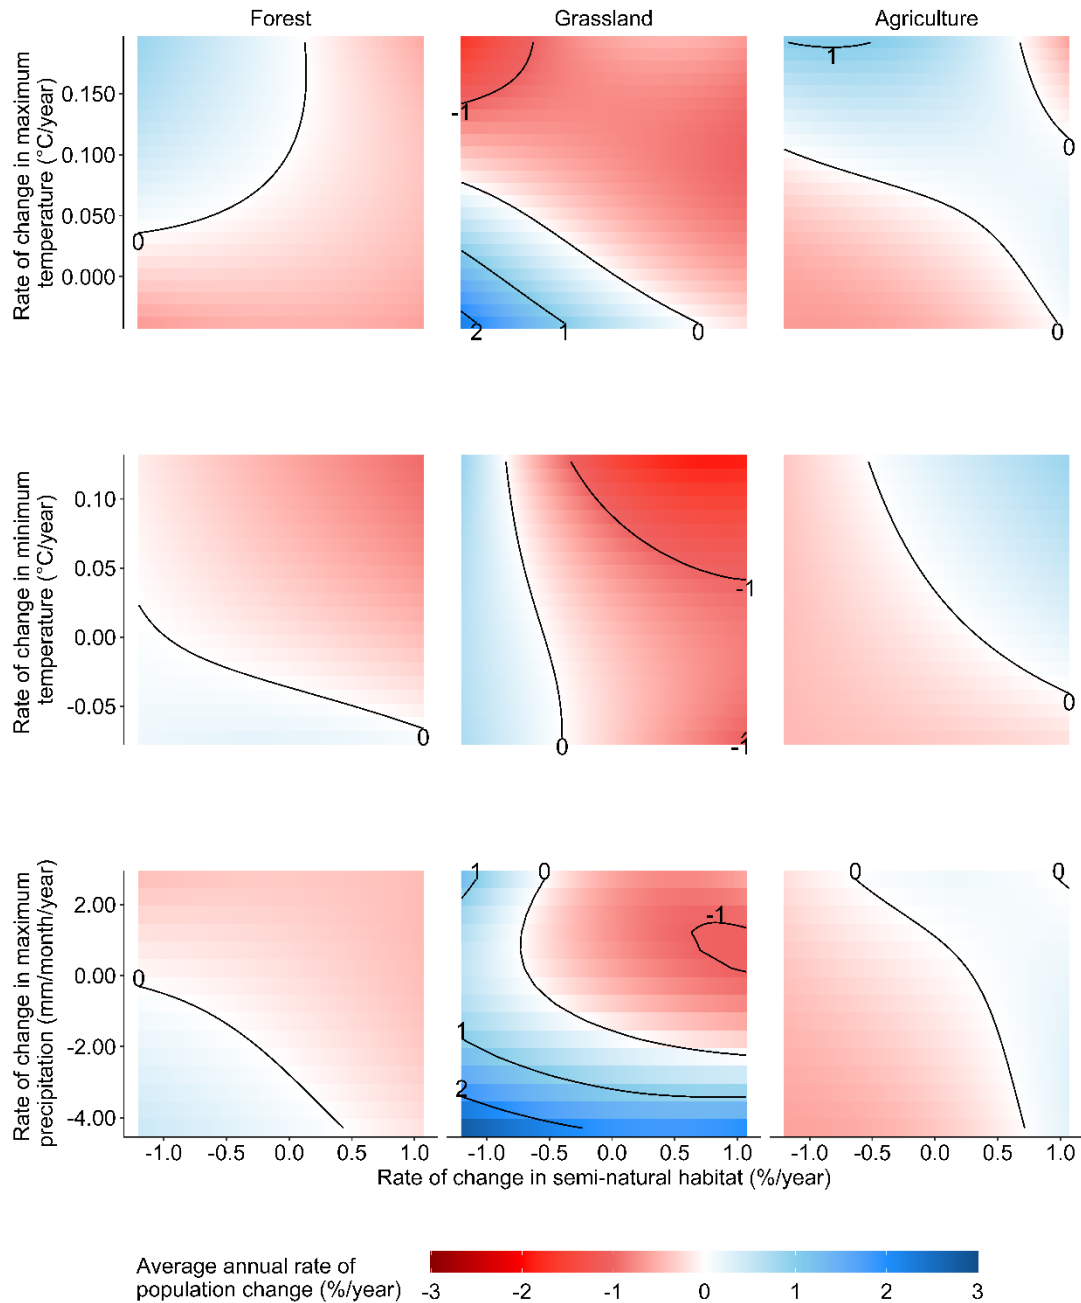 Forest
Grassland
Agriculture
Rate of change in maximum
temperature (°C/year)
0.150
0.100
0.050
0.000
0
-1
2
1
0
1
0
0
Rate of change in minimum
temperature (°C/year)
0.10
0.05
0.00
-0.05
0
-1
0
-1
0
Rate of change in maximum
precipitation (mm/month/year)
2.00
0.00
-2.00
-4.00
0
1
0
-1
1
2
0
0
-1.0 -0.5 0.0 0.5 1.0
-1.0 -0.5 0.0 0.5 1.0
-1.0 -0.5 0.0 0.5 1.0
Rate of change in semi-natural habitat (%/year)
Average annual rate of
population change (%/year)
-3 -2 -1 0 1 2 3